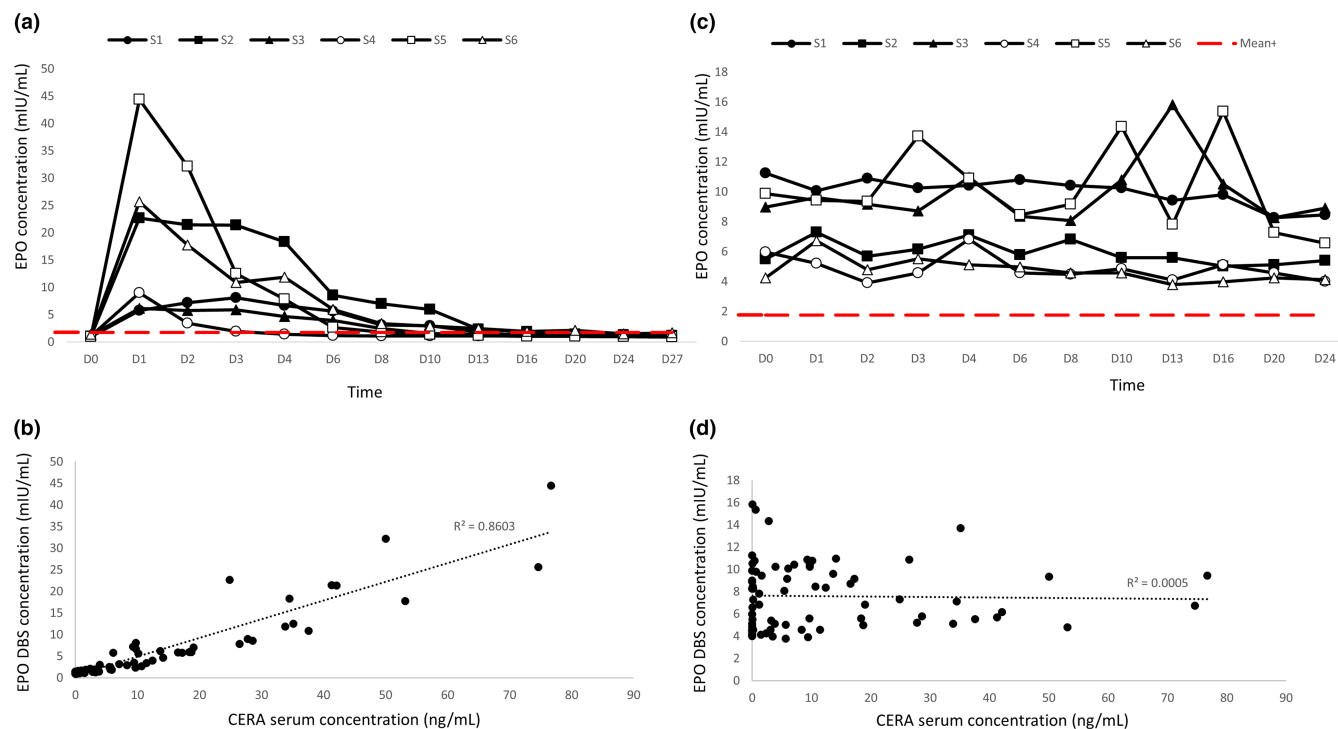 (a)
S1 S2 S3 S4 S5 S6
EPO concentration (mIU/mL)
50
45
40
35
30
25
20
15
10
5
0
D0 D1 D2 D3 D4 D6 D8 D10 D13 D16 D20 D24 D27
Time
(c)
S1 S2 S3 S4 S5 S6 Mean+
EPO concentration (mIU/mL)
18
16
14
12
10
8
6
4
2
0
D0 D1 D2 D3 D4 D6 D8 D10 D13 D16 D20 D24
Time
(b)
EPO DBS concentration (mIU/mL)
50
45
40
35
30
25
20
15
10
5
0
R² = 0.8603
0 10 20 30 40 50 60 70 80 90
CERA serum concentration (ng/mL)
(d)
EPO DBS concentration (mIU/mL)
18
16
14
12
10
8
6
4
2
0
R² = 0.0005
0 10 20 30 40 50 60 70 80 90
CERA serum concentration (ng/mL)